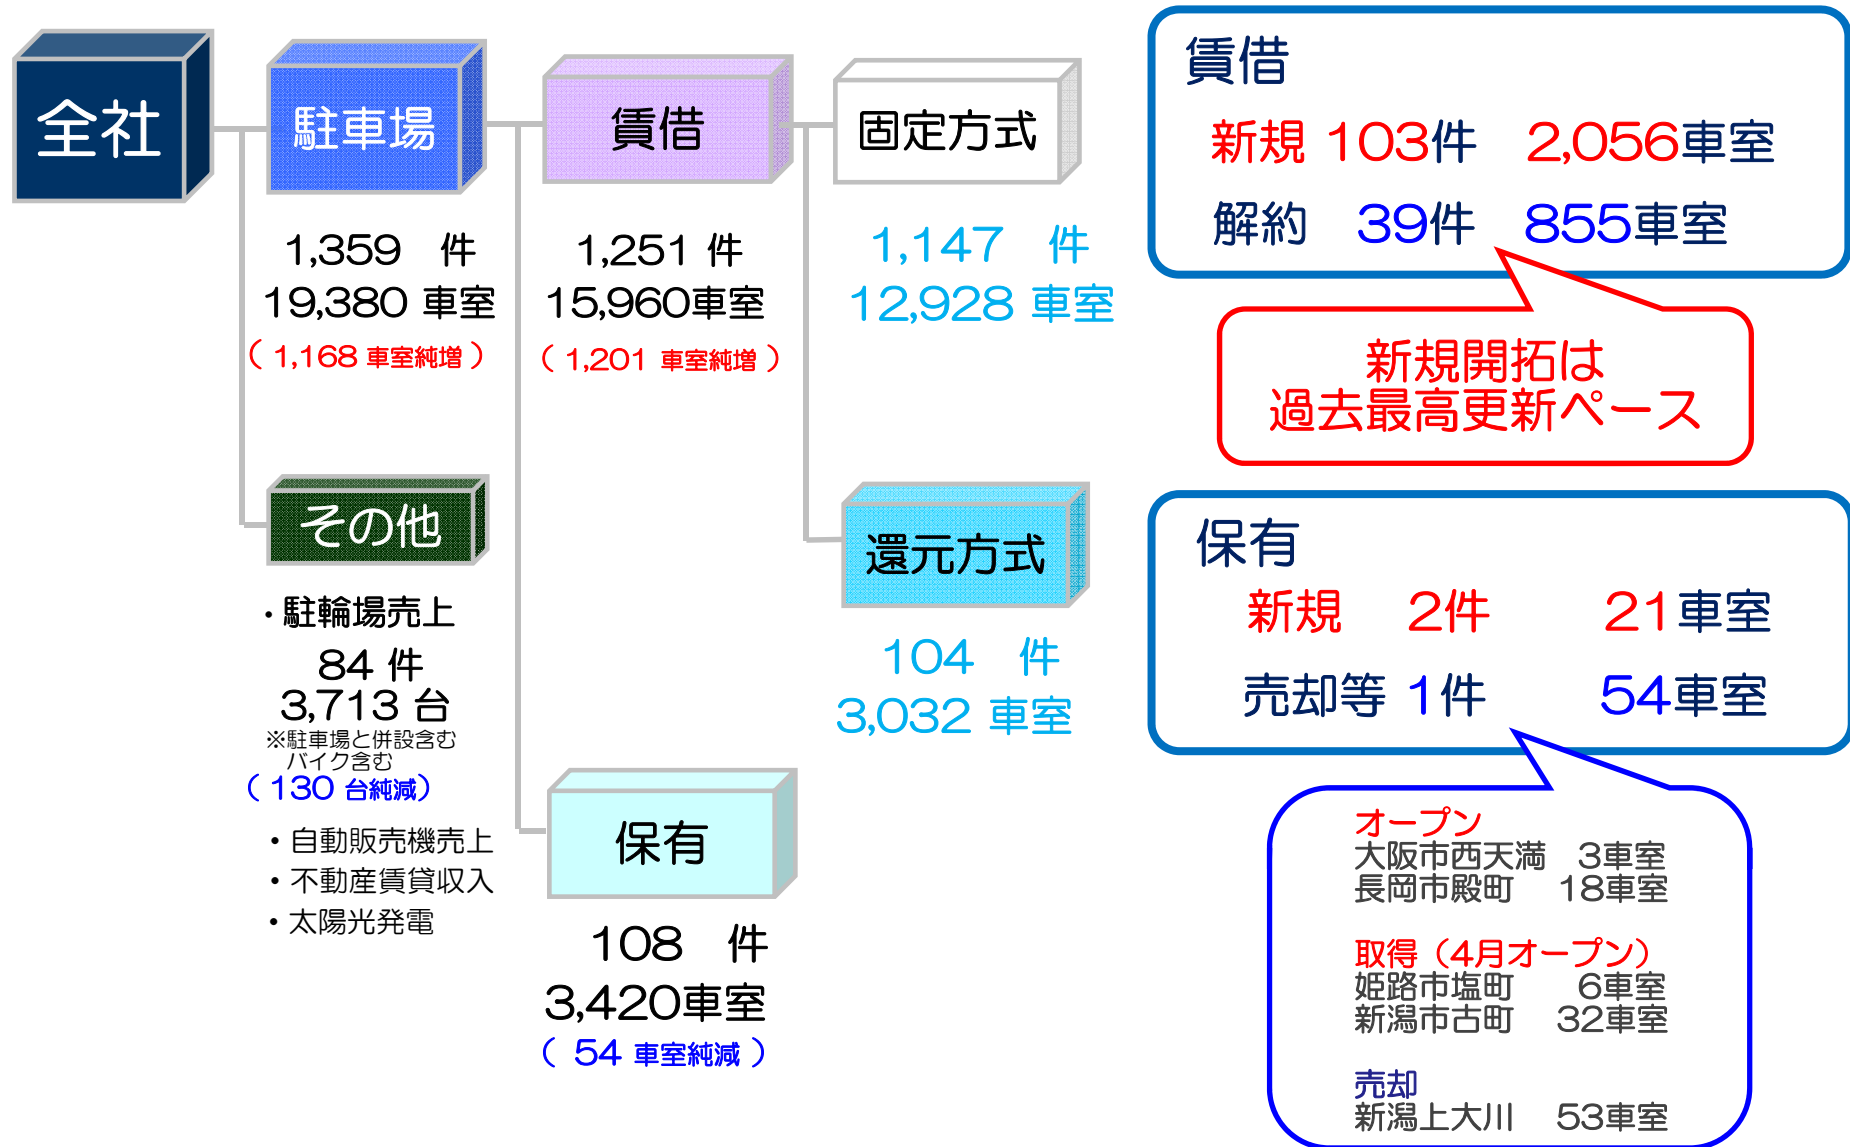 全社
駐車場
1,359 件
19,380 車室
( 1,168 車室純増 )
賃借
1,251 件
15,960車室
( 1,201 車室純増 )
固定方式
1,147 件
12,928 車室
還元方式
104 件
3,032 車室
保有
108 件
3,420車室
( 54 車室純減 )
その他
・駐輪場売上
84 件
3,713 台
※駐車場と併設含む
バイク含む
( 130 台純減)
・自動販売機売上
・不動産賃貸収入
・太陽光発電
賃借
新規 103件 2,056車室
解約 39件 855車室
新規開拓は
過去最高更新ペース
保有
新規 2件 21車室
売却等 1件 54車室
オープン
大阪市西天満 3車室
長岡市殿町 18車室
取得（4月オープン）
姫路市塩町 6車室
新潟市古町 32車室
売却
新潟上大川 53車室